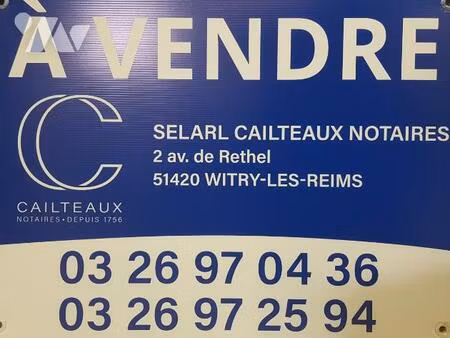 À VENDRE
SELARL CAILTEAUX NOTAIRES
2 av. de Rethel
51420 WITRY-LES-REIMS
CAILTEAUX
NOTAIRES • DEPUIS 1756
03 26 97 04 36
03 26 97 25 94